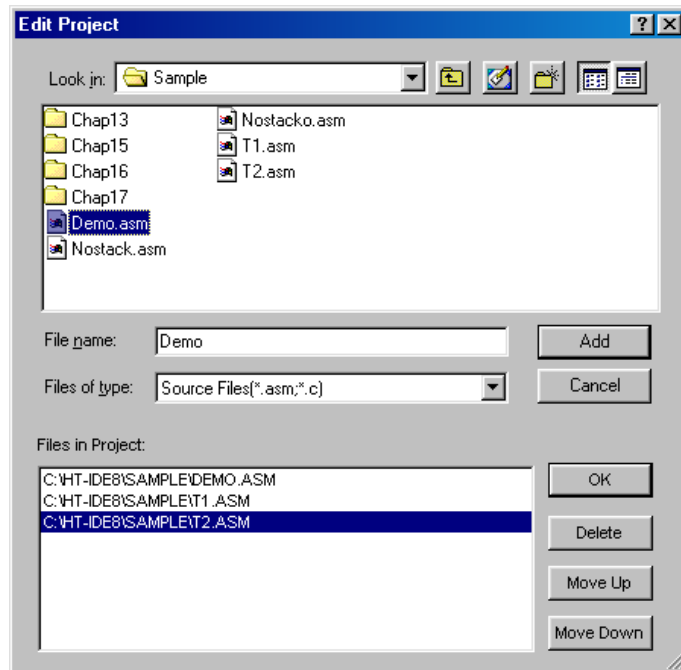 Edit Project
Look in: Sample
Chap13
Chap15
Chap16
Chap17
Demo.asm
Nostack.asm
Nostacko.asm
T1.asm
T2.asm
File name: Demo Add
Files of type: Source Files(*.asm;*.c) Cancel
Files in Project:
C:\HT-IDE8\SAMPLE\DEMO.ASM
C:\HT-IDE8\SAMPLE\T1.ASM
C:\HT-IDE8\SAMPLE\T2.ASM
OK
Delete
Move Up
Move Down